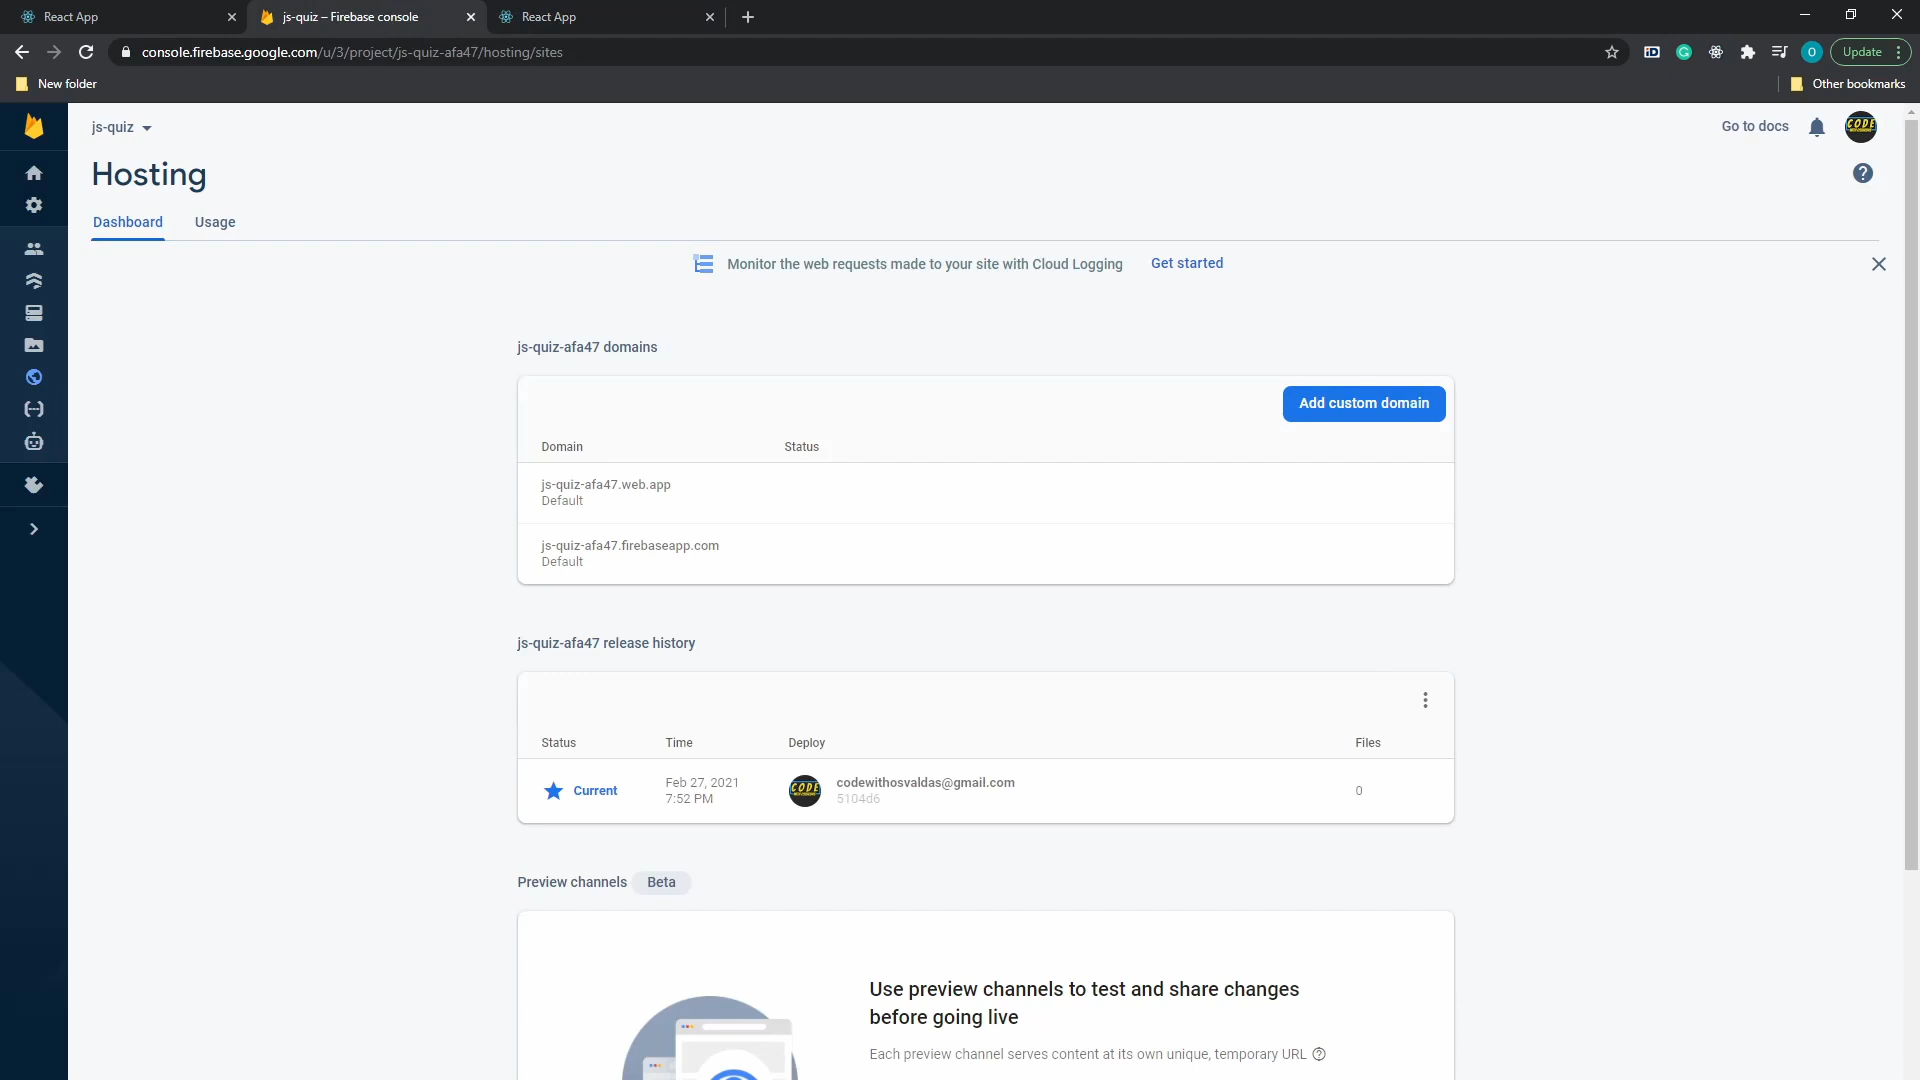 React App
js-quiz – Firebase console
React App
console.firebase.google.com/u/3/project/js-quiz-afa47/hosting/sites
Update
New folder
Other bookmarks
js-quiz
Go to docs
CODE
Hosting
Dashboard
Usage
Monitor the web requests made to your site with Cloud Logging
Get started
js-quiz-afa47 domains
Add custom domain
Domain
Status
js-quiz-afa47.web.app
Default
js-quiz-afa47.firebaseapp.com
Default
js-quiz-afa47 release history
Status
Time
Deploy
Files
Current
Feb 27, 2021
7:52 PM
CODE
codewithosvaldas@gmail.com
5104d6
0
Preview channels
Beta
Use preview channels to test and share changes
before going live
Each preview channel serves content at its own unique, temporary URL